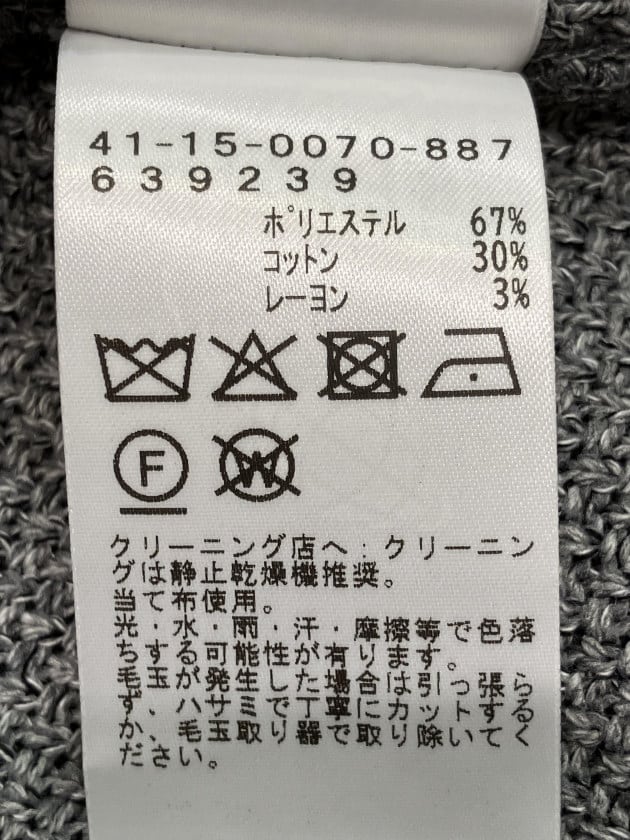 41-15-0070-887
639239
ポリエステル 67%
コットン 30%
レーヨン 3%
F
W
クリーニング店へ：クリーニン
グは静止乾燥機推奨。
当て布使用。
光・水・雨・汗・摩擦等で色落
ちする可能性が有ります。
毛玉が発生した場合は引っ張ら
ず、ハサミで丁寧にカットする
か、毛玉取り器で取り除いてく
ださい。